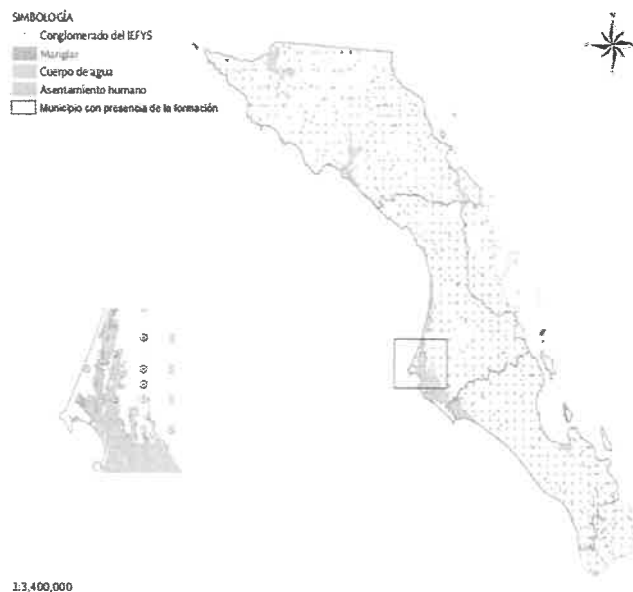 SIMBOLOGÍA
Conglomerado del IEFYS
Manglar
Cuerpo de agua
Asentamiento humano
Municipio con presencia de la formación
1:3,400,000